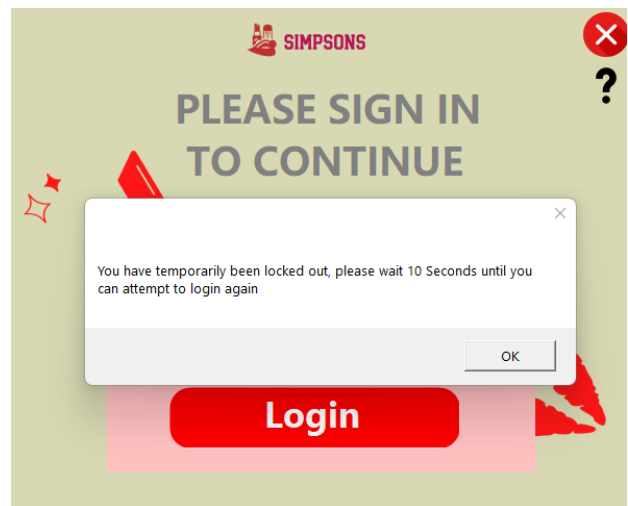 SIMPSONS
?
PLEASE SIGN IN
TO CONTINUE
You have temporarily been locked out, please wait 10 Seconds until you
can attempt to login again
OK
Login